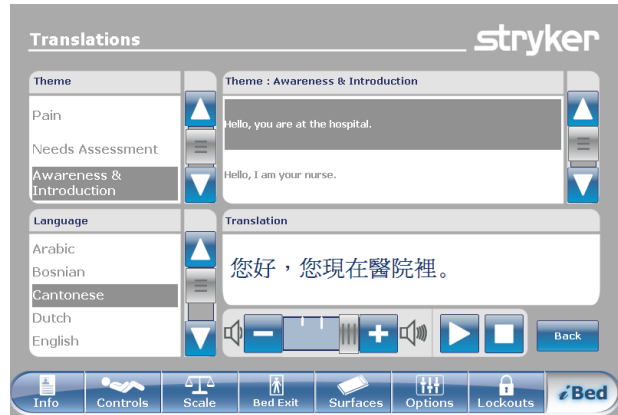 Translations
stryker
Theme
Pain
Needs Assessment
Awareness &
Introduction
Theme : Awareness & Introduction
Hello, you are at the hospital.
Hello, I am your nurse.
Language
Arabic
Bosnian
Cantonese
Dutch
English
Translation
您好，您現在醫院裡。
Back
Info
Controls
Scale
Bed Exit
Surfaces
Options
Lockouts
iBed